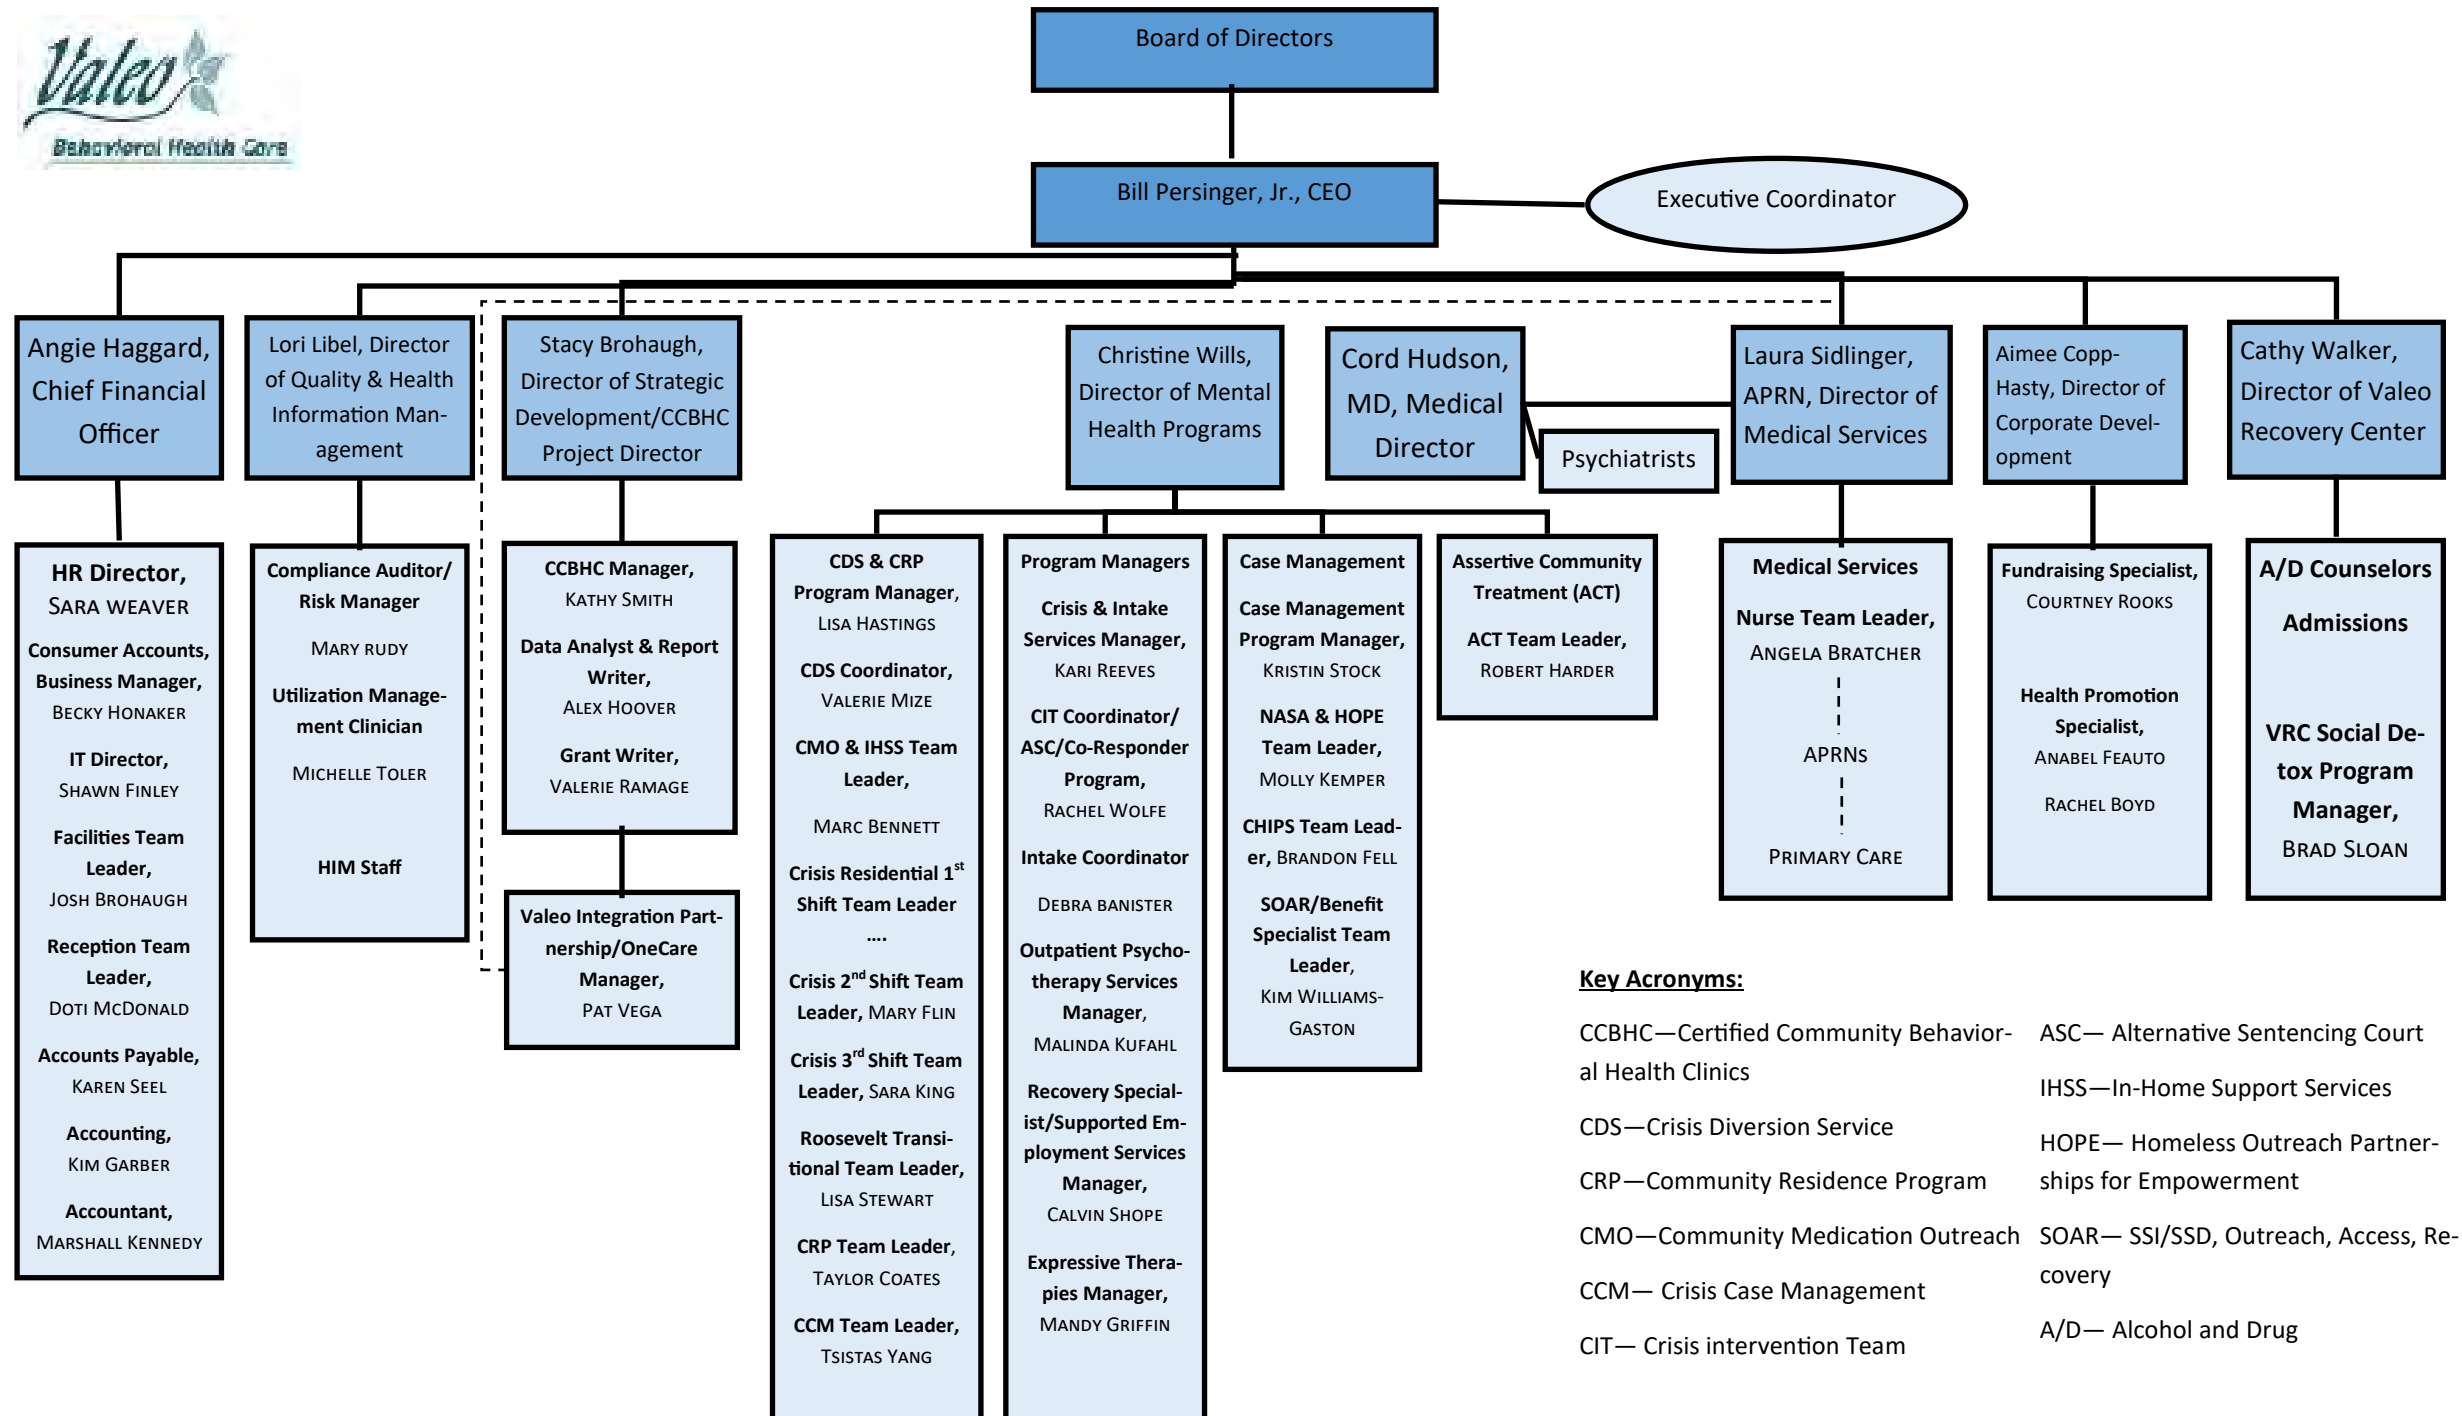 Valeo
Behavioral Health Care
Board of Directors
Bill Persinger, Jr., CEO
Executive Coordinator
Angie Haggard,
Chief Financial
Officer
Lori Libel, Director
of Quality & Health
Information Man-
agement
Stacy Brohaugh,
Director of Strategic
Development/CCBHC
Project Director
Christine Wills,
Director of Mental
Health Programs
Cord Hudson,
MD, Medical
Director
Psychiatrists
Laura Sidlinger,
APRN, Director of
Medical Services
Aimee Copp-
Hasty, Director of
Corporate Devel-
opment
Cathy Walker,
Director of Valeo
Recovery Center
HR Director,
SARA WEAVER
Consumer Accounts,
Business Manager,
BECKY HONAKER
IT Director,
SHAWN FINLEY
Facilities Team
Leader,
JOSH BROHAUGH
Reception Team
Leader,
DOTI MCDONALD
Accounts Payable,
KAREN SEEL
Accounting,
KIM GARBER
Accountant,
MARSHALL KENNEDY
Compliance Auditor/
Risk Manager
MARY RUDY
Utilization Manage-
ment Clinician
MICHELLE TOLER
HIM Staff
CCBHC Manager,
KATHY SMITH
Data Analyst & Report
Writer,
ALEX HOOVER
Grant Writer,
VALERIE RAMAGE
Valeo Integration Part-
nership/OneCare
Manager,
PAT VEGA
CDS & CRP
Program Manager,
LISA HASTINGS
CDS Coordinator,
VALERIE MIZE
CMO & IHSS Team
Leader,
MARC BENNETT
Crisis Residential 1st
Shift Team Leader
....
Crisis 2nd Shift Team
Leader, MARY FLIN
Crisis 3rd Shift Team
Leader, SARA KING
Roosevelt Transi-
tional Team Leader,
LISA STEWART
CRP Team Leader,
TAYLOR COATES
CCM Team Leader,
TSISTAS YANG
Program Managers
Crisis & Intake
Services Manager,
KARI REEVES
CIT Coordinator/
ASC/Co-Responder
Program,
RACHEL WOLFE
Intake Coordinator
DEBRA BANISTER
Outpatient Psycho-
therapy Services
Manager,
MALINDA KUFAHL
Recovery Special-
ist/Supported Em-
ployment Services
Manager,
CALVIN SHOPE
Expressive Thera-
pies Manager,
MANDY GRIFFIN
Case Management
Case Management
Program Manager,
KRISTIN STOCK
NASA & HOPE
Team Leader,
MOLLY KEMPER
CHIPS Team Lead-
er, BRANDON FELL
SOAR/Benefit
Specialist Team
Leader,
KIM WILLIAMS-
GASTON
Assertive Community
Treatment (ACT)
ACT Team Leader,
ROBERT HARDER
Medical Services
Nurse Team Leader,
ANGELA BRATCHER
APRNS
PRIMARY CARE
Fundraising Specialist,
COURTNEY ROOKS
Health Promotion
Specialist,
ANABEL FEAUTO
RACHEL BOYD
A/D Counselors
Admissions
VRC Social De-
tox Program
Manager,
BRAD SLOAN
Key Acronyms:
CCBHC—Certified Community Behavior-
al Health Clinics
CDS—Crisis Diversion Service
CRP—Community Residence Program
CMO—Community Medication Outreach
CCM— Crisis Case Management
CIT— Crisis intervention Team
ASC— Alternative Sentencing Court
IHSS—In-Home Support Services
HOPE— Homeless Outreach Partner-
ships for Empowerment
SOAR— SSI/SSD, Outreach, Access, Re-
covery
A/D— Alcohol and Drug